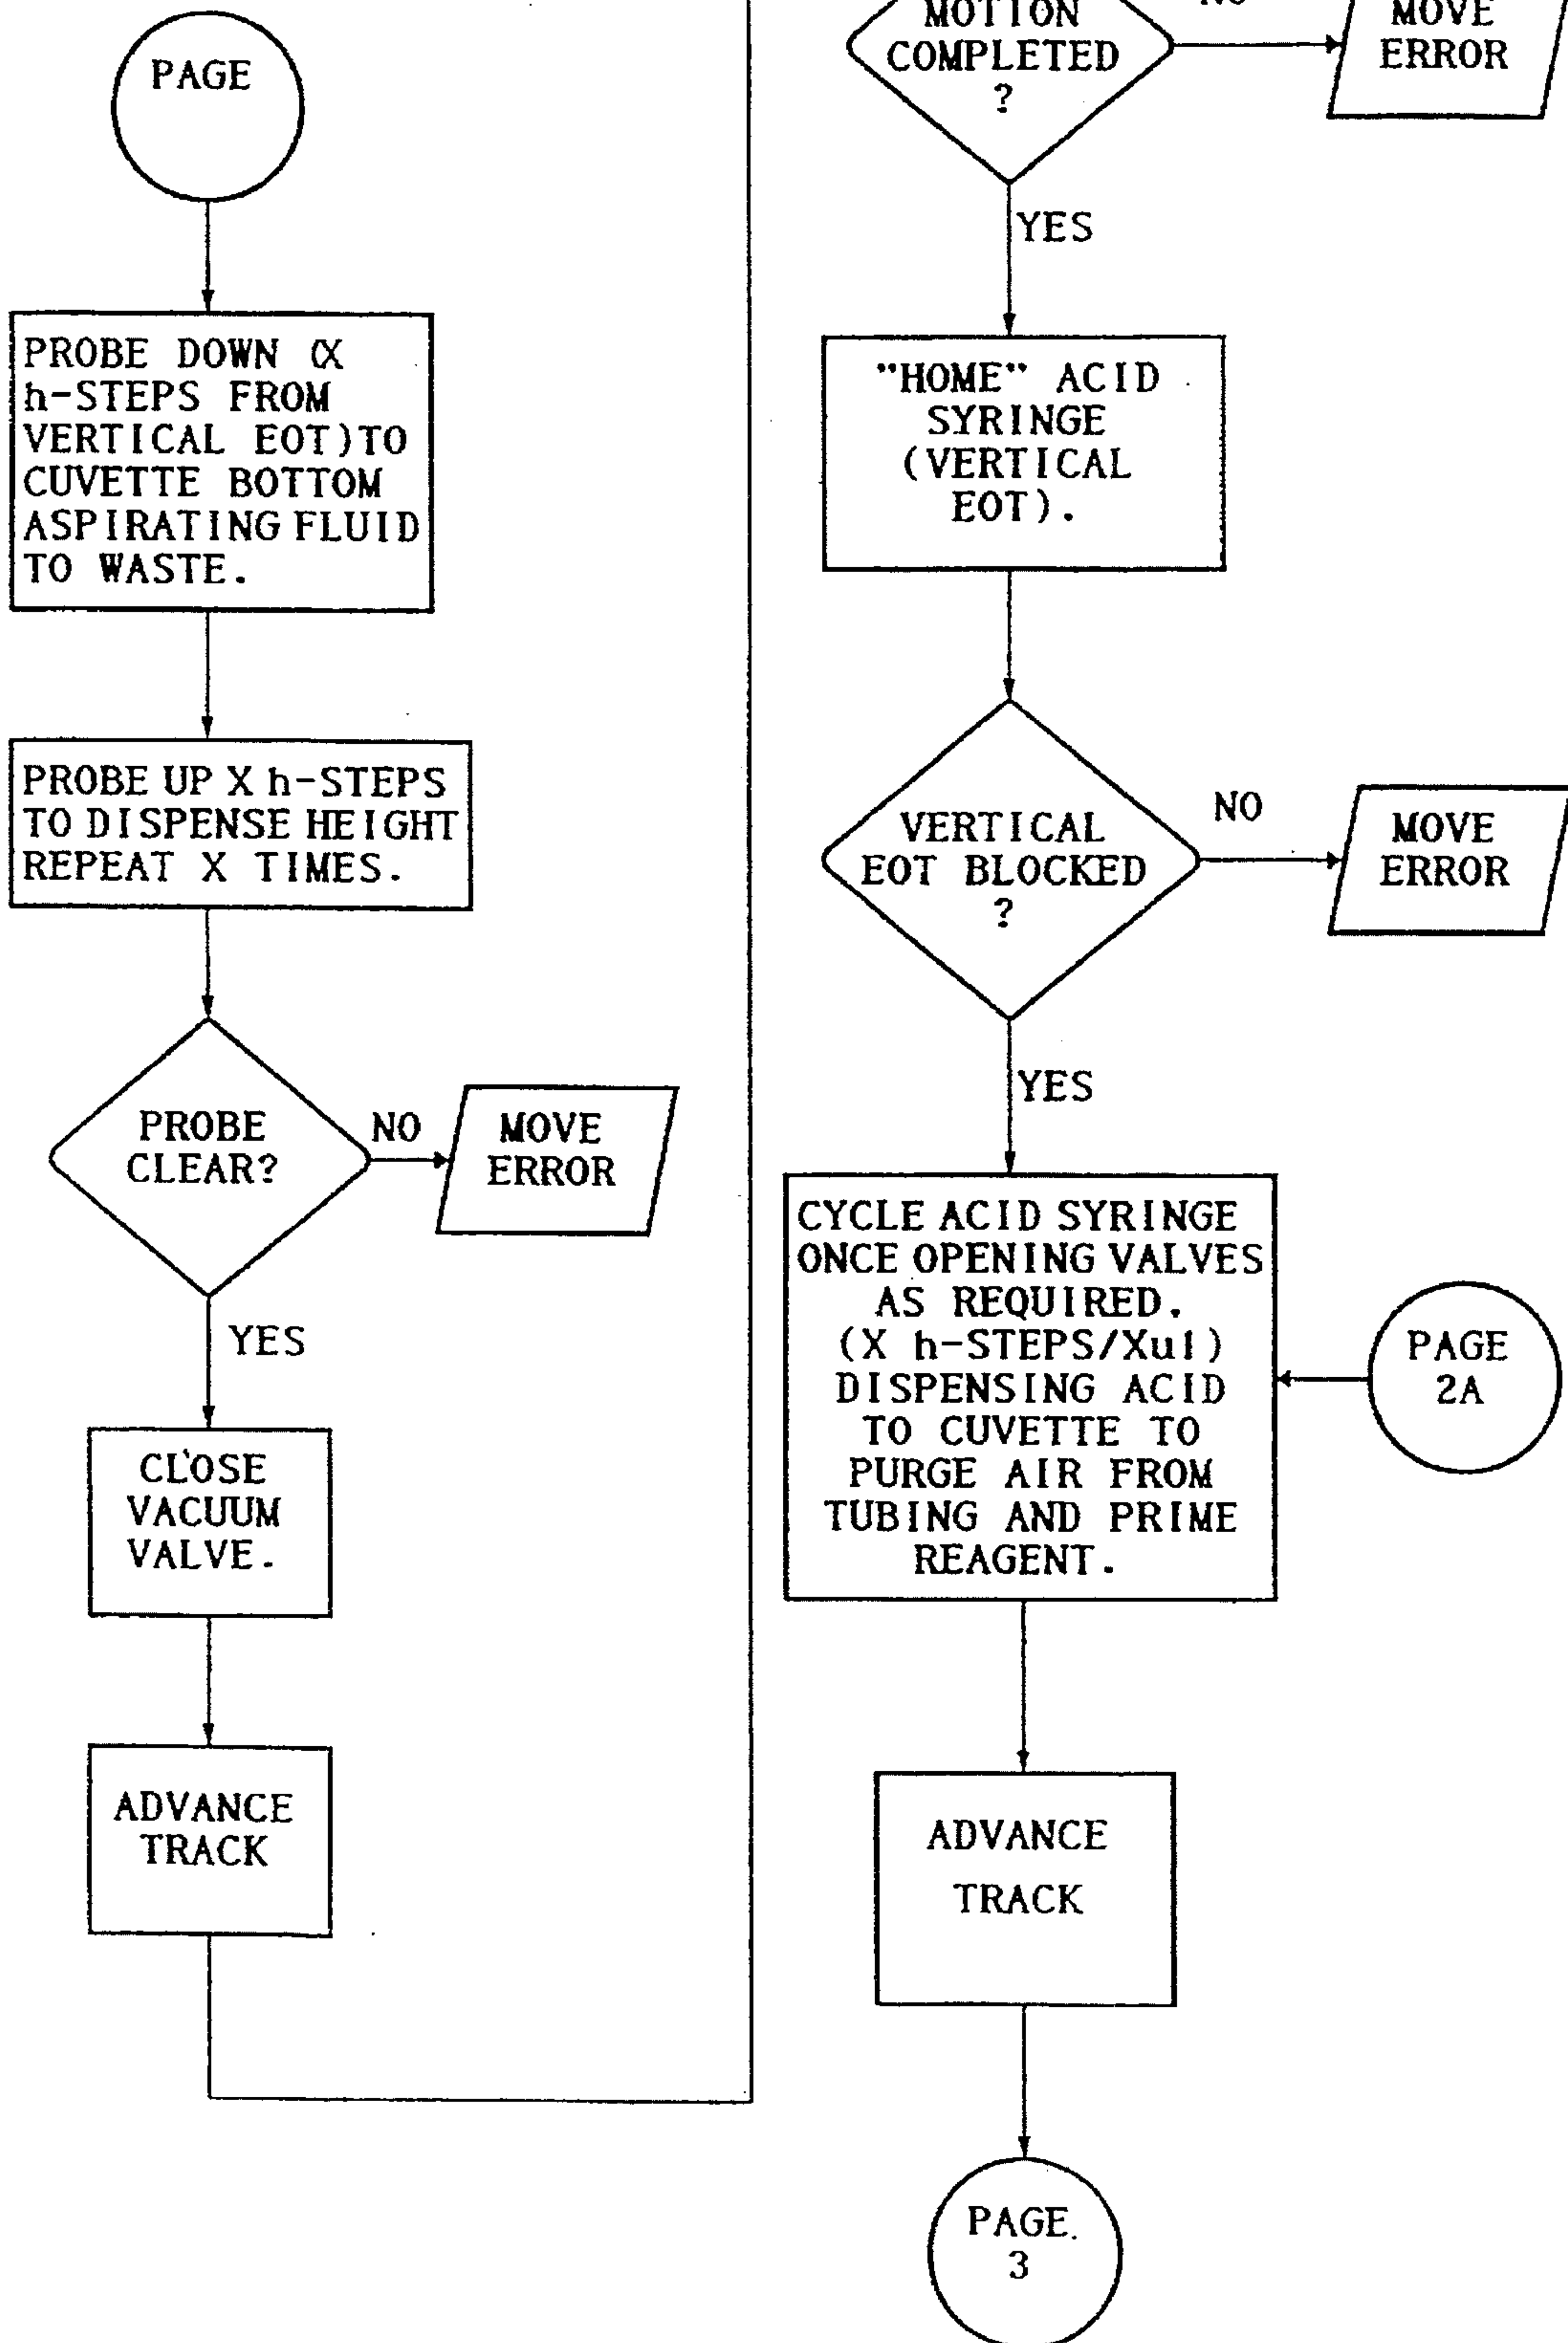 PAGE
PROBE DOWN (X
h-STEPS FROM
VERTICAL EOT)TO
CUVETTE BOTTOM
ASPIRATING FLUID
TO WASTE.
PROBE UP X h-STEPS
TO DISPENSE HEIGHT
REPEAT X TIMES.
PROBE
CLEAR?
NO
MOVE
ERROR
YES
CLOSE
VACUUM
VALVE.
ADVANCE
TRACK
MOTION
COMPLETED
?
NO
MOVE
ERROR
YES
"HOME" ACID
SYRINGE
(VERTICAL
EOT).
VERTICAL
EOT BLOCKED
?
NO
MOVE
ERROR
YES
CYCLE ACID SYRINGE
ONCE OPENING VALVES
AS REQUIRED.
(X h-STEPS/Xul)
DISPENSING ACID
TO CUVETTE TO
PURGE AIR FROM
TUBING AND PRIME
REAGENT.
PAGE
2A
ADVANCE
TRACK
PAGE.
3